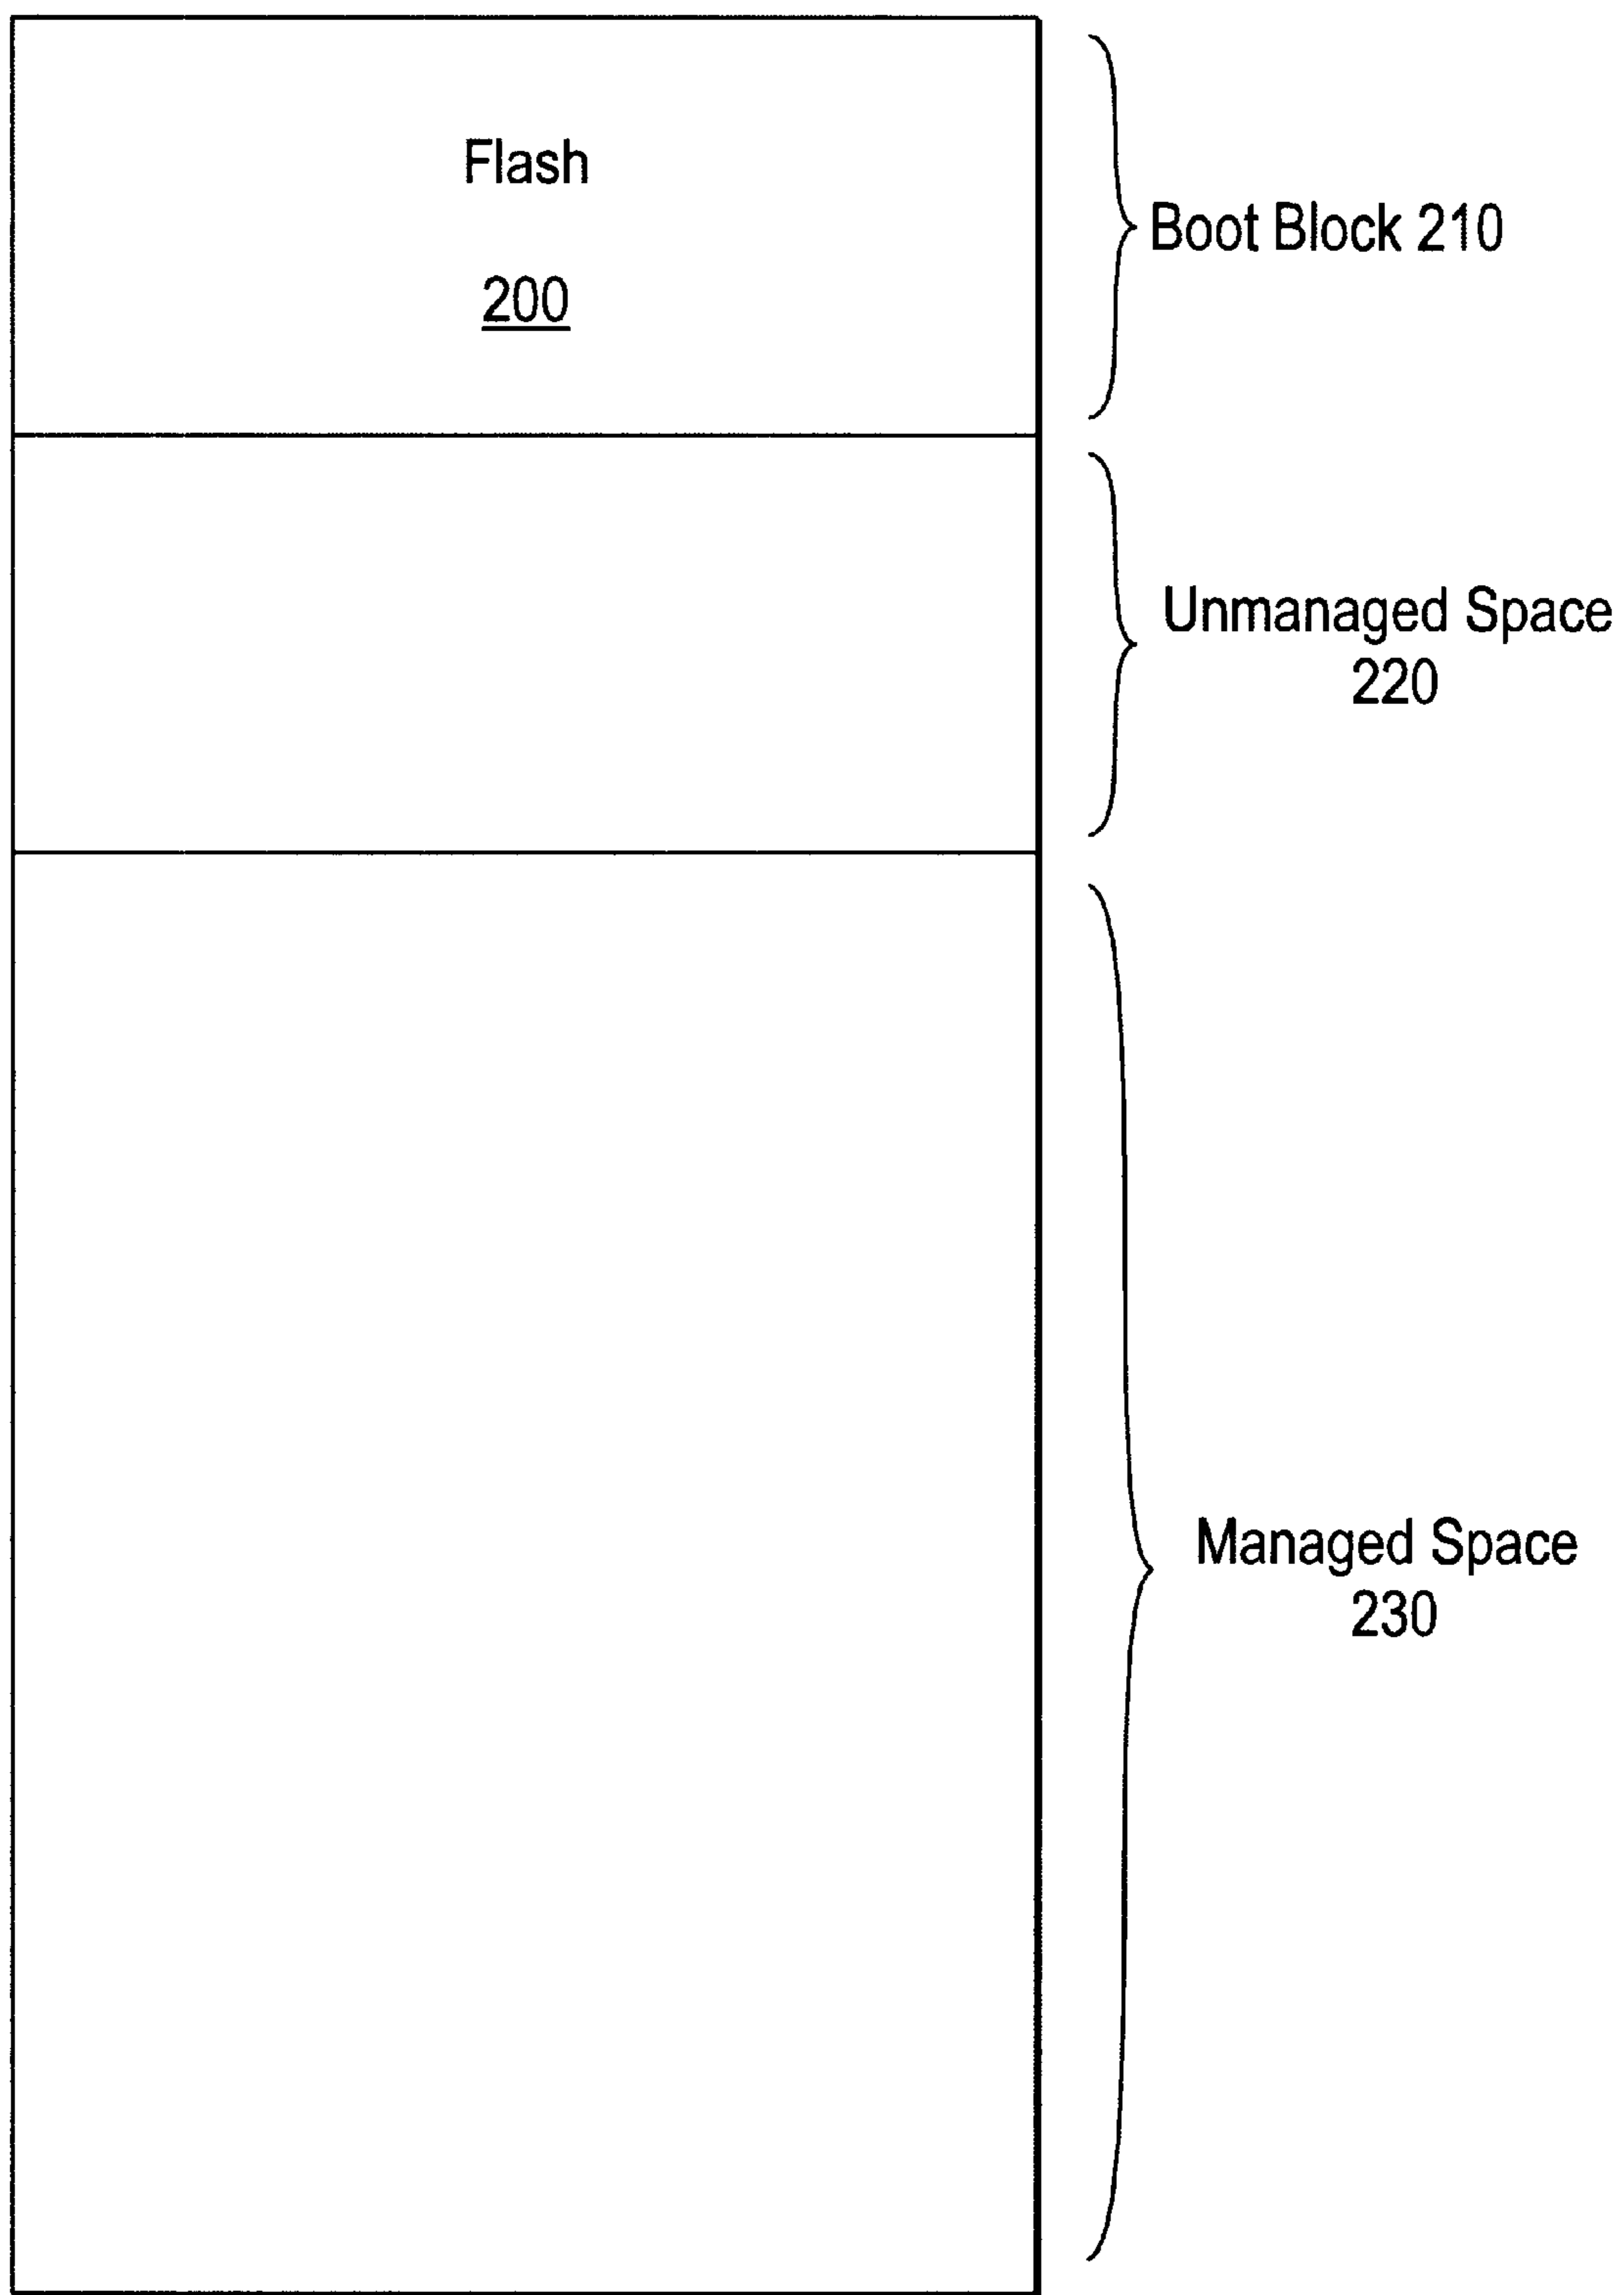 Flash
200
Boot Block 210
Unmanaged Space
220
Managed Space
230